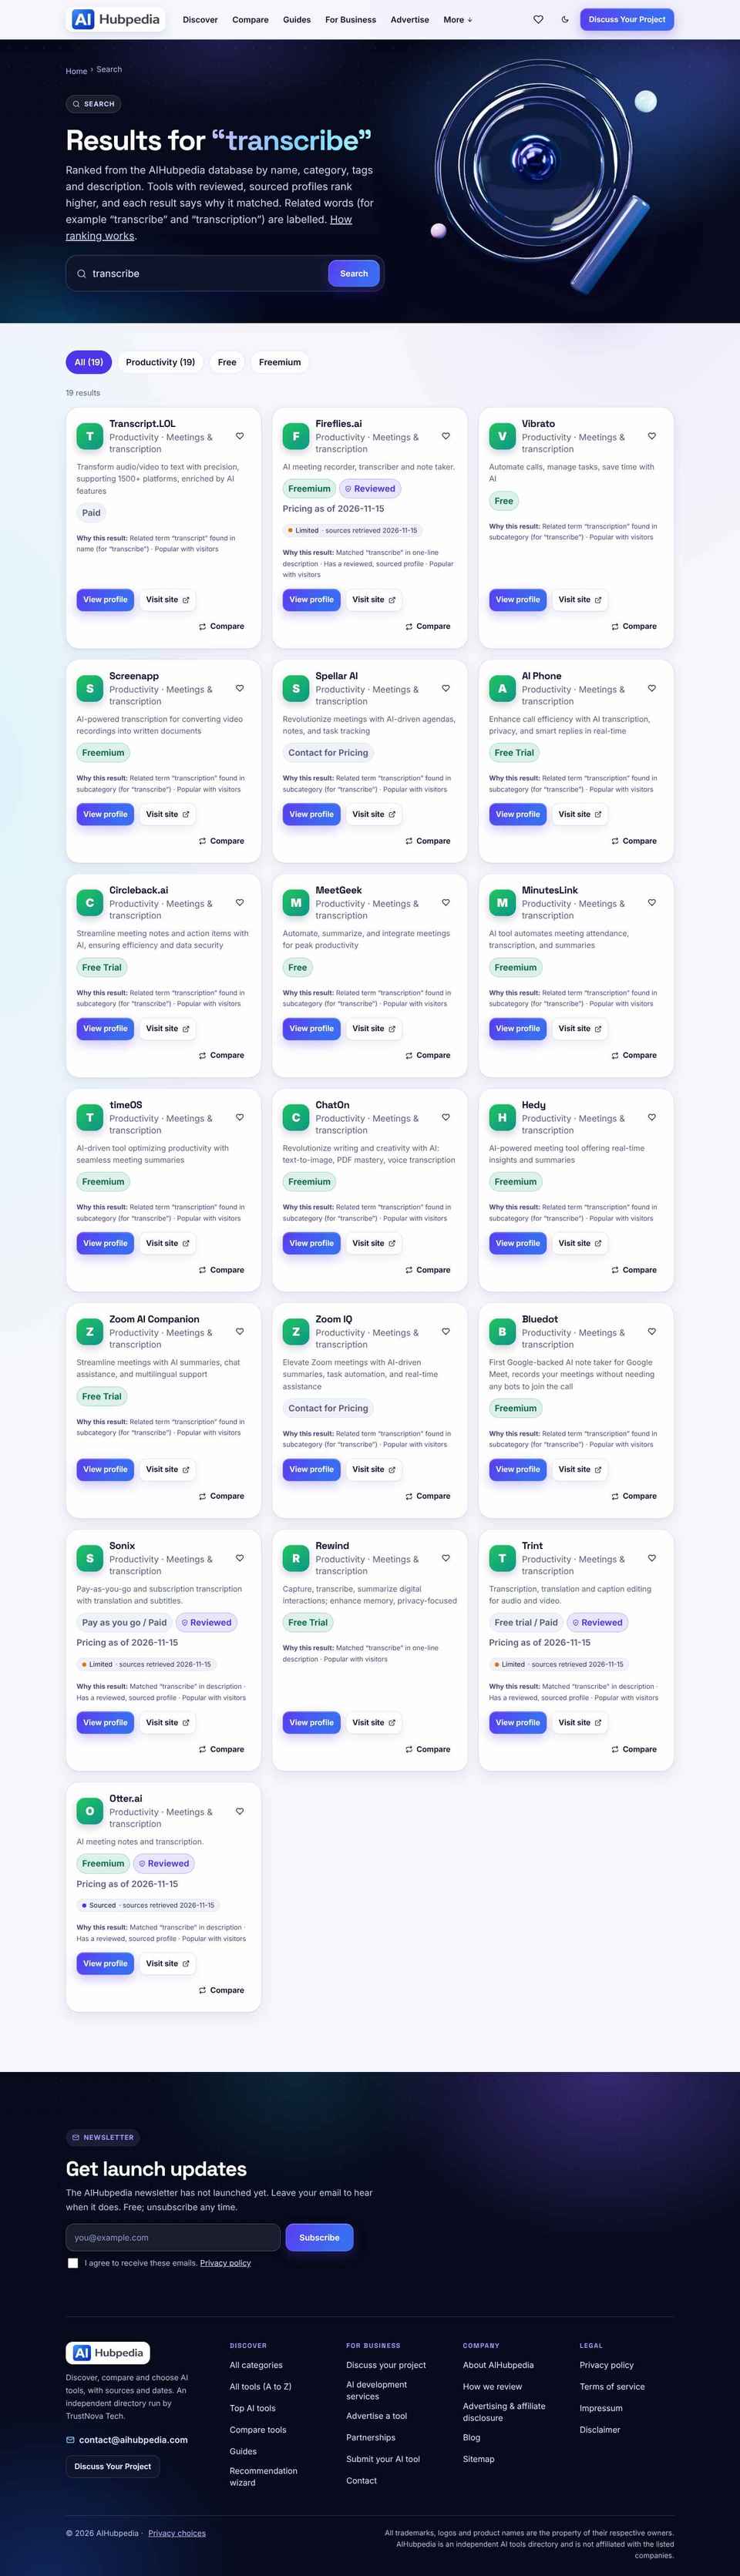 AI Hubpedia
Discover
Compare
Guides
For Business
Advertise
More
Discuss Your Project
Home › Search
SEARCH
Results for “transcribe”
Ranked from the AIHubpedia database by name, category, tags
and description. Tools with reviewed, sourced profiles rank
higher, and each result says why it matched. Related words (for
example “transcribe” and “transcription”) are labelled. How
ranking works.
transcribe
Search
All (19)
Productivity (19)
Free
Freemium
19 results
T
Transcript.LOL
Productivity · Meetings &
transcription
Transform audio/video to text with precision,
supporting 1500+ platforms, enriched by AI
features
Paid
Why this result: Related term “transcript” found in
name (for “transcribe”) · Popular with visitors
View profile
Visit site
Compare
F
Fireflies.ai
Productivity · Meetings &
transcription
AI meeting recorder, transcriber and note taker.
Freemium
Reviewed
Pricing as of 2026-11-15
Limited · sources retrieved 2026-11-15
Why this result: Matched “transcribe” in one-line
description · Has a reviewed, sourced profile · Popular
with visitors
View profile
Visit site
Compare
V
Vibrato
Productivity · Meetings &
transcription
Automate calls, manage tasks, save time with
AI
Free
Why this result: Related term “transcription” found in
subcategory (for “transcribe”) · Popular with visitors
View profile
Visit site
Compare
S
Screenapp
Productivity · Meetings &
transcription
AI-powered transcription for converting video
recordings into written documents
Freemium
Why this result: Related term “transcription” found in
subcategory (for “transcribe”) · Popular with visitors
View profile
Visit site
Compare
S
Spellar AI
Productivity · Meetings &
transcription
Revolutionize meetings with AI-driven agendas,
notes, and task tracking
Contact for Pricing
Why this result: Related term “transcription” found in
subcategory (for “transcribe”) · Popular with visitors
View profile
Visit site
Compare
A
AI Phone
Productivity · Meetings &
transcription
Enhance call efficiency with AI transcription,
privacy, and smart replies in real-time
Free Trial
Why this result: Related term “transcription” found in
subcategory (for “transcribe”) · Popular with visitors
View profile
Visit site
Compare
C
Circleback.ai
Productivity · Meetings &
transcription
Streamline meeting notes and action items with
AI, ensuring efficiency and data security
Free Trial
Why this result: Related term “transcription” found in
subcategory (for “transcribe”) · Popular with visitors
View profile
Visit site
Compare
M
MeetGeek
Productivity · Meetings &
transcription
Automate, summarize, and integrate meetings
for peak productivity
Free
Why this result: Related term “transcription” found in
subcategory (for “transcribe”) · Popular with visitors
View profile
Visit site
Compare
M
MinutesLink
Productivity · Meetings &
transcription
AI tool automates meeting attendance,
transcription, and summaries
Freemium
Why this result: Related term “transcription” found in
subcategory (for “transcribe”) · Popular with visitors
View profile
Visit site
Compare
T
timeOS
Productivity · Meetings &
transcription
AI-driven tool optimizing productivity with
seamless meeting summaries
Freemium
Why this result: Related term “transcription” found in
subcategory (for “transcribe”) · Popular with visitors
View profile
Visit site
Compare
C
ChatOn
Productivity · Meetings &
transcription
Revolutionize writing and creativity with AI:
text-to-image, PDF mastery, voice transcription
Freemium
Why this result: Related term “transcription” found in
subcategory (for “transcribe”) · Popular with visitors
View profile
Visit site
Compare
H
Hedy
Productivity · Meetings &
transcription
AI-powered meeting tool offering real-time
insights and summaries
Freemium
Why this result: Related term “transcription” found in
subcategory (for “transcribe”) · Popular with visitors
View profile
Visit site
Compare
Z
Zoom AI Companion
Productivity · Meetings &
transcription
Streamline meetings with AI summaries, chat
assistance, and multilingual support
Free Trial
Why this result: Related term “transcription” found in
subcategory (for “transcribe”) · Popular with visitors
View profile
Visit site
Compare
Z
Zoom IQ
Productivity · Meetings &
transcription
Elevate Zoom meetings with AI-driven
summaries, task automation, and real-time
assistance
Contact for Pricing
Why this result: Related term “transcription” found in
subcategory (for “transcribe”) · Popular with visitors
View profile
Visit site
Compare
B
Bluedot
Productivity · Meetings &
transcription
First Google-backed AI note taker for Google
Meet, records your meetings without needing
any bots to join the call
Freemium
Why this result: Related term “transcription” found in
subcategory (for “transcribe”) · Popular with visitors
View profile
Visit site
Compare
S
Sonix
Productivity · Meetings &
transcription
Pay-as-you-go and subscription transcription
with translation and subtitles.
Pay as you go / Paid
Reviewed
Pricing as of 2026-11-15
Limited · sources retrieved 2026-11-15
Why this result: Matched “transcribe” in description ·
Has a reviewed, sourced profile · Popular with visitors
View profile
Visit site
Compare
R
Rewind
Productivity · Meetings &
transcription
Capture, transcribe, summarize digital
interactions; enhance memory, privacy-focused
Free Trial
Why this result: Matched “transcribe” in one-line
description · Popular with visitors
View profile
Visit site
Compare
T
Trint
Productivity · Meetings &
transcription
Transcription, translation and caption editing
for audio and video.
Free trial / Paid
Reviewed
Pricing as of 2026-11-15
Limited · sources retrieved 2026-11-15
Why this result: Matched “transcribe” in description ·
Has a reviewed, sourced profile · Popular with visitors
View profile
Visit site
Compare
O
Otter.ai
Productivity · Meetings &
transcription
AI meeting notes and transcription.
Freemium
Reviewed
Pricing as of 2026-11-15
Sourced · sources retrieved 2026-11-15
Why this result: Matched “transcribe” in description ·
Has a reviewed, sourced profile · Popular with visitors
View profile
Visit site
Compare
NEWSLETTER
Get launch updates
The AIHubpedia newsletter has not launched yet. Leave your email to hear
when it does. Free; unsubscribe any time.
you@example.com
Subscribe
I agree to receive these emails. Privacy policy
AI Hubpedia
Discover, compare and choose AI
tools, with sources and dates. An
independent directory run by
TrustNova Tech.
contact@aihubpedia.com
Discuss Your Project
DISCOVER
All categories
All tools (A to Z)
Top AI tools
Compare tools
Guides
Recommendation
wizard
FOR BUSINESS
Discuss your project
AI development
services
Advertise a tool
Partnerships
Submit your AI tool
Contact
COMPANY
About AIHubpedia
How we review
Advertising & affiliate
disclosure
Blog
Sitemap
LEGAL
Privacy policy
Terms of service
Impressum
Disclaimer
© 2026 AIHubpedia · Privacy choices
All trademarks, logos and product names are the property of their respective owners.
AIHubpedia is an independent AI tools directory and is not affiliated with the listed
companies.